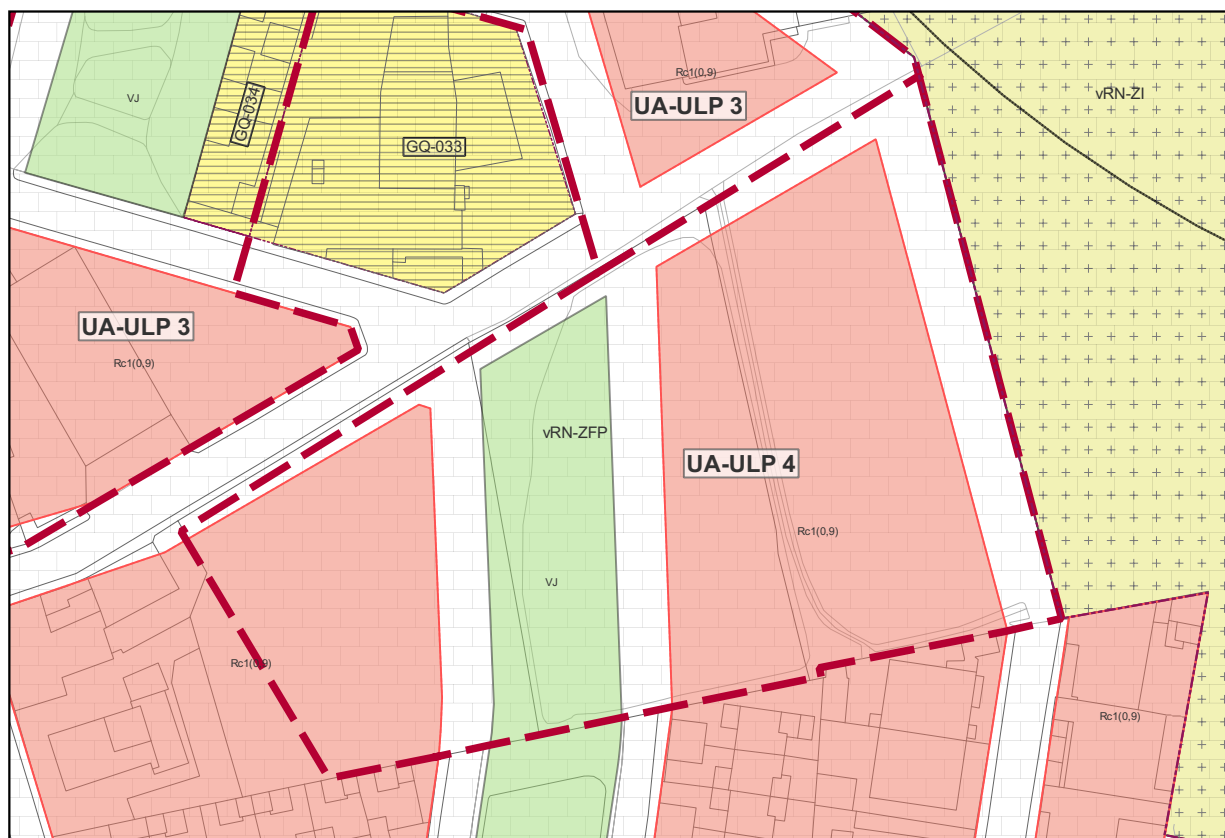 Rc1(0,9)
vRN-ZI
VJ
UA-ULP 3
GQ-034
GQ-033
UA-ULP 3
Rc1(0,9)
vRN-ZFP
UA-ULP 4
Rc1(0,9)
VJ
Rc1(0,9)
Rc1(0,9)